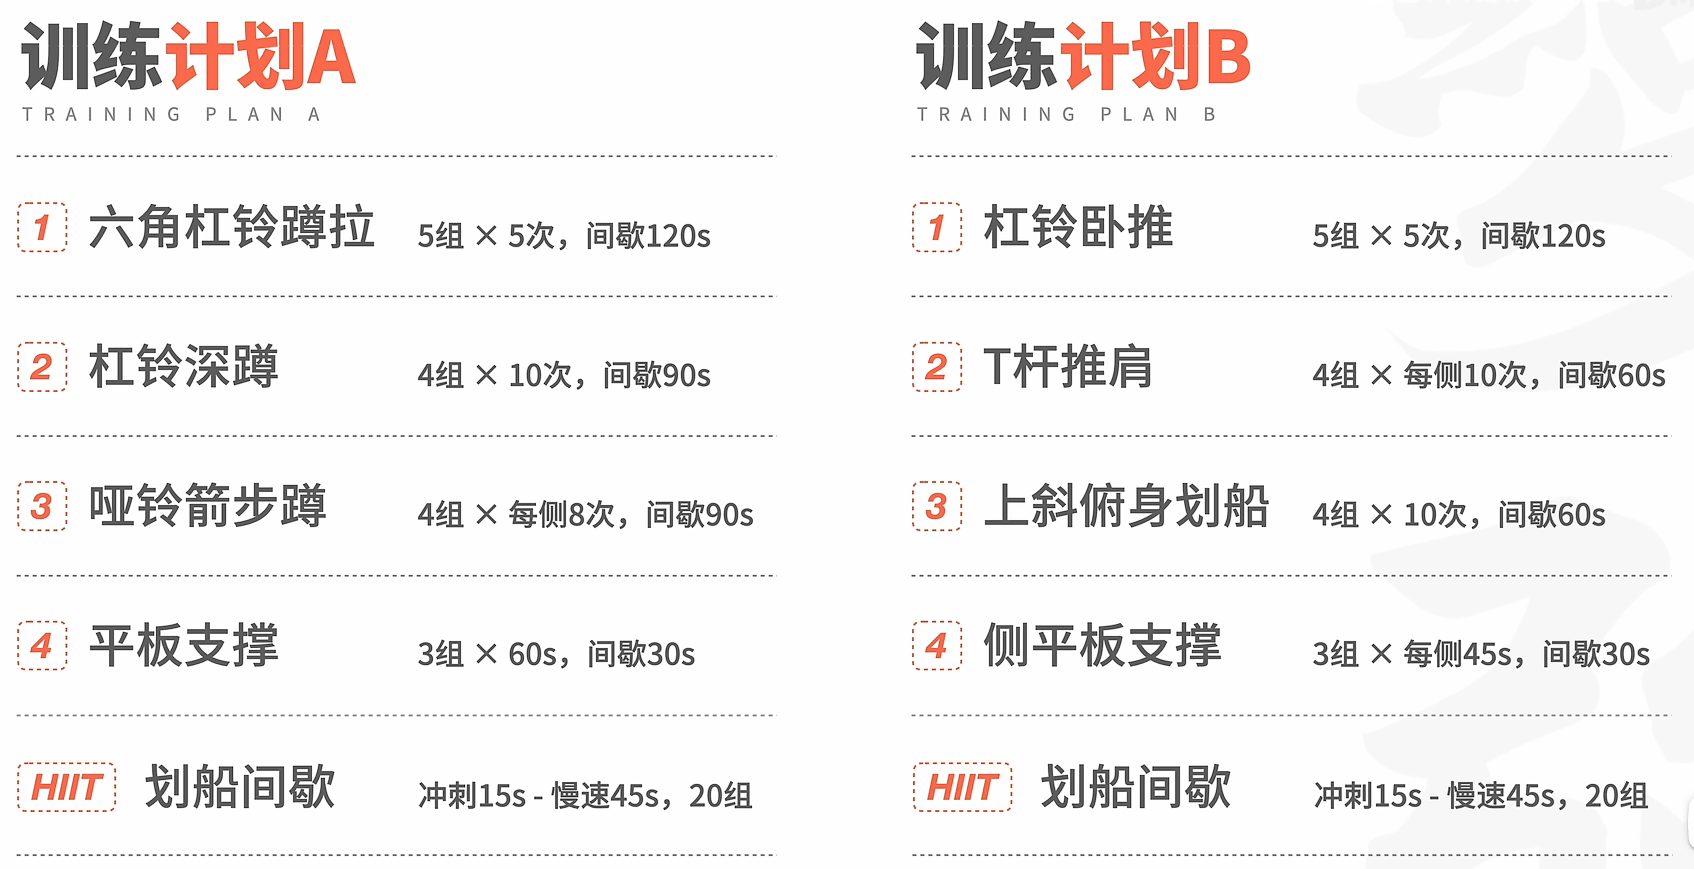 训练计划A
TRAINING PLAN A
1 六角杠铃蹲拉 5组 × 5次，间歇120s
2 杠铃深蹲 4组 × 10次，间歇90s
3 哑铃箭步蹲 4组 × 每侧8次，间歇90s
4 平板支撑 3组 × 60s，间歇30s
HIIT 划船间歇 冲刺15s - 慢速45s，20组
训练计划B
TRAINING PLAN B
1 杠铃卧推 5组 × 5次，间歇120s
2 T杆推肩 4组 × 每侧10次，间歇60s
3 上斜俯身划船 4组 × 10次，间歇60s
4 侧平板支撑 3组 × 每侧45s，间歇30s
HIIT 划船间歇 冲刺15s - 慢速45s，20组